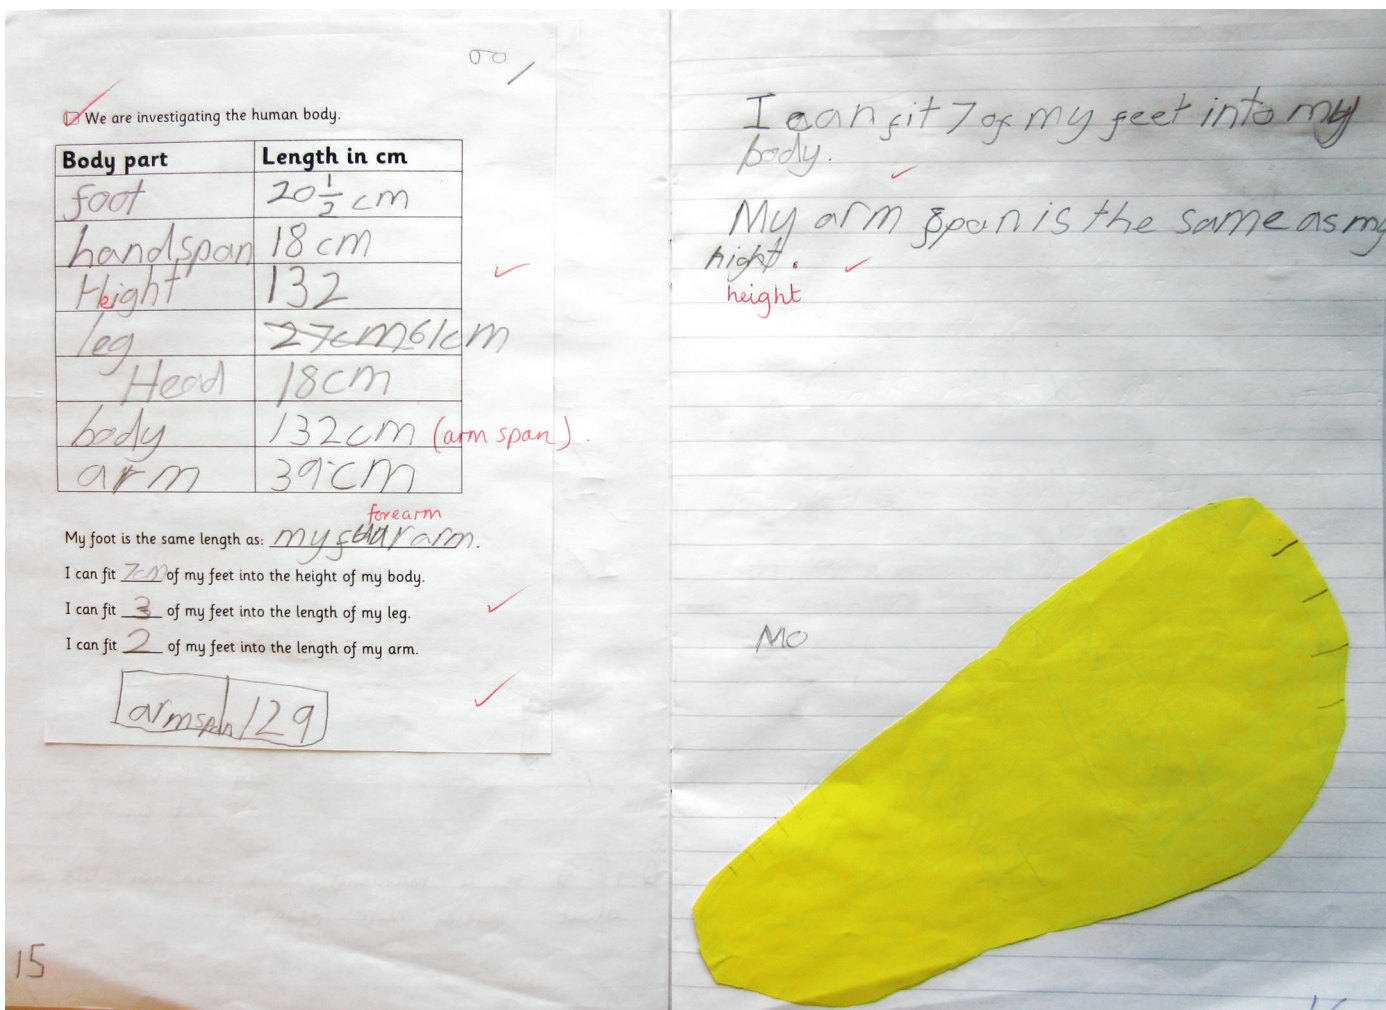 We are investigating the human body.
Body part Length in cm
foot 20 1/2 cm
handspan 18 cm
Height 132
leg 27cm 61cm
Head 18cm
body 132cm (arm span).
arm 39cm
forearm
My foot is the same length as: my arm.
I can fit 7cm of my feet into the height of my body.
I can fit 3 of my feet into the length of my leg.
I can fit 2 of my feet into the length of my arm.
armspan 129
15
I can fit 7 of my feet into my
body.
My arm span is the same as my
hight.
height
Mo